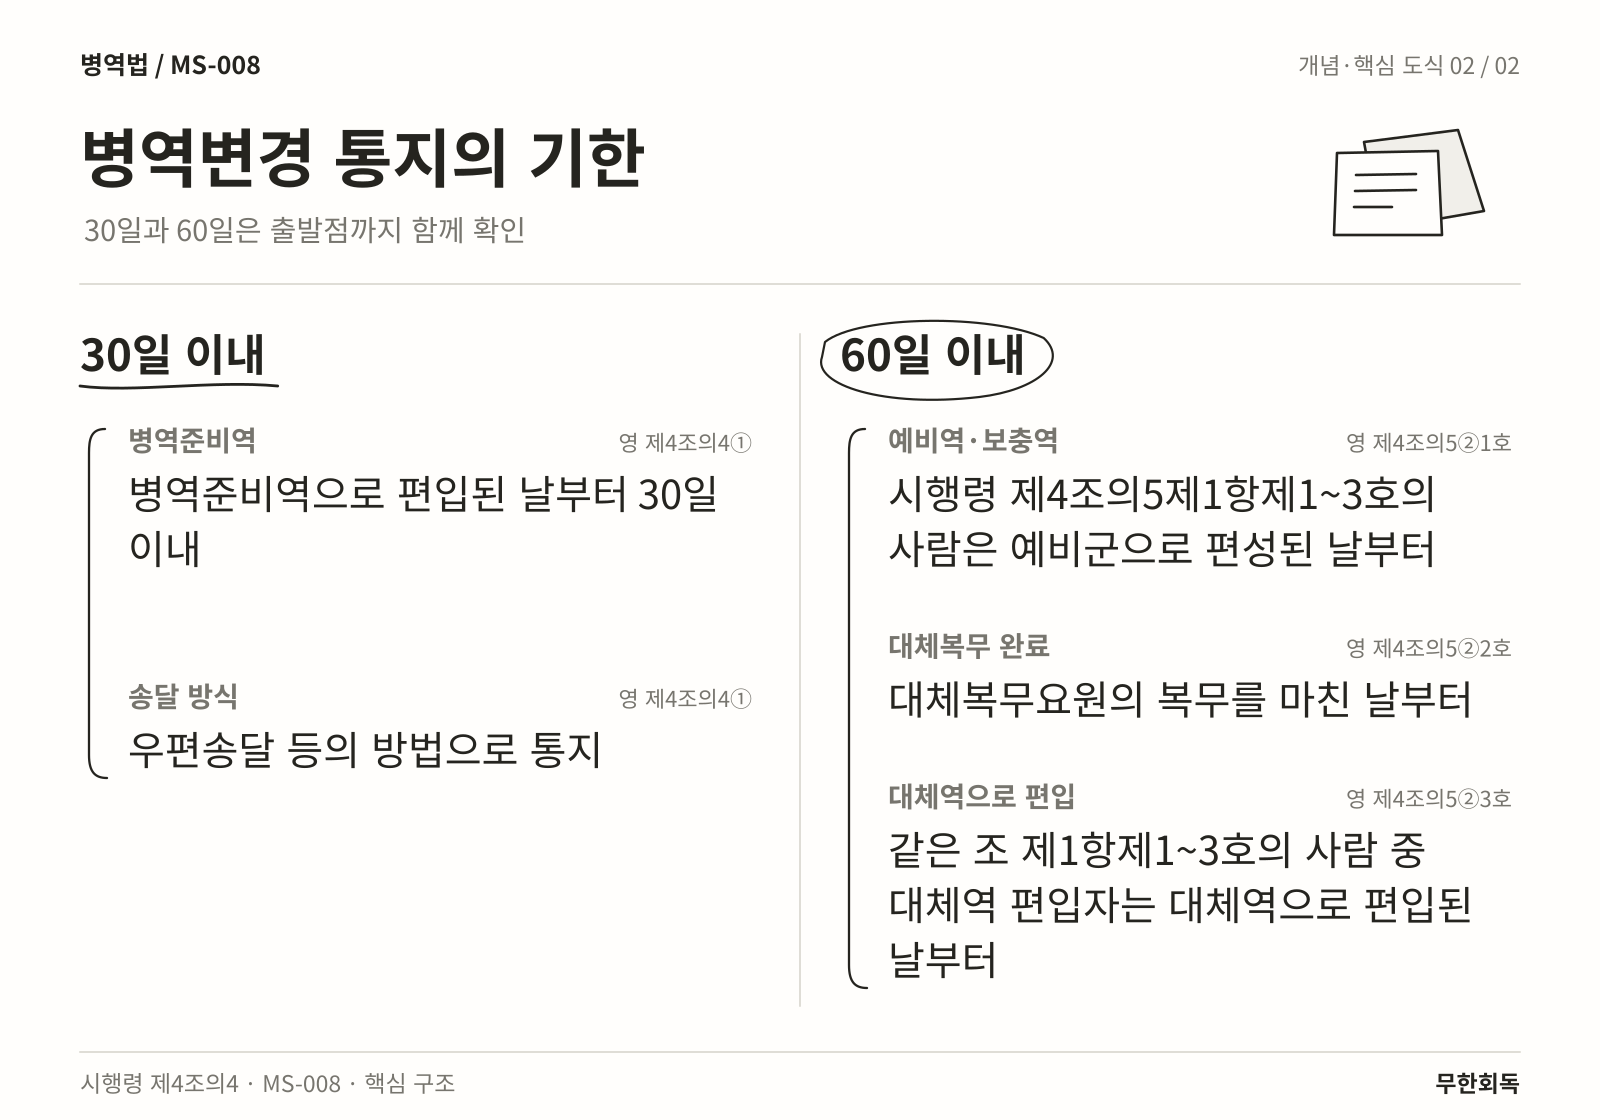 병역법 / MS-008
개념·핵심 도식 02 / 02
병역변경 통지의 기한
30일과 60일은 출발점까지 함께 확인
30일 이내
병역준비역
영 제4조의4①
병역준비역으로 편입된 날부터 30일
이내
송달 방식
영 제4조의4①
우편송달 등의 방법으로 통지
60일 이내
예비역·보충역
영 제4조의5②1호
시행령 제4조의5제1항제1~3호의
사람은 예비군으로 편성된 날부터
대체복무 완료
영 제4조의5②2호
대체복무요원의 복무를 마친 날부터
대체역으로 편입
영 제4조의5②3호
같은 조 제1항제1~3호의 사람 중
대체역 편입자는 대체역으로 편입된
날부터
시행령 제4조의4 · MS-008 · 핵심 구조
무한회독